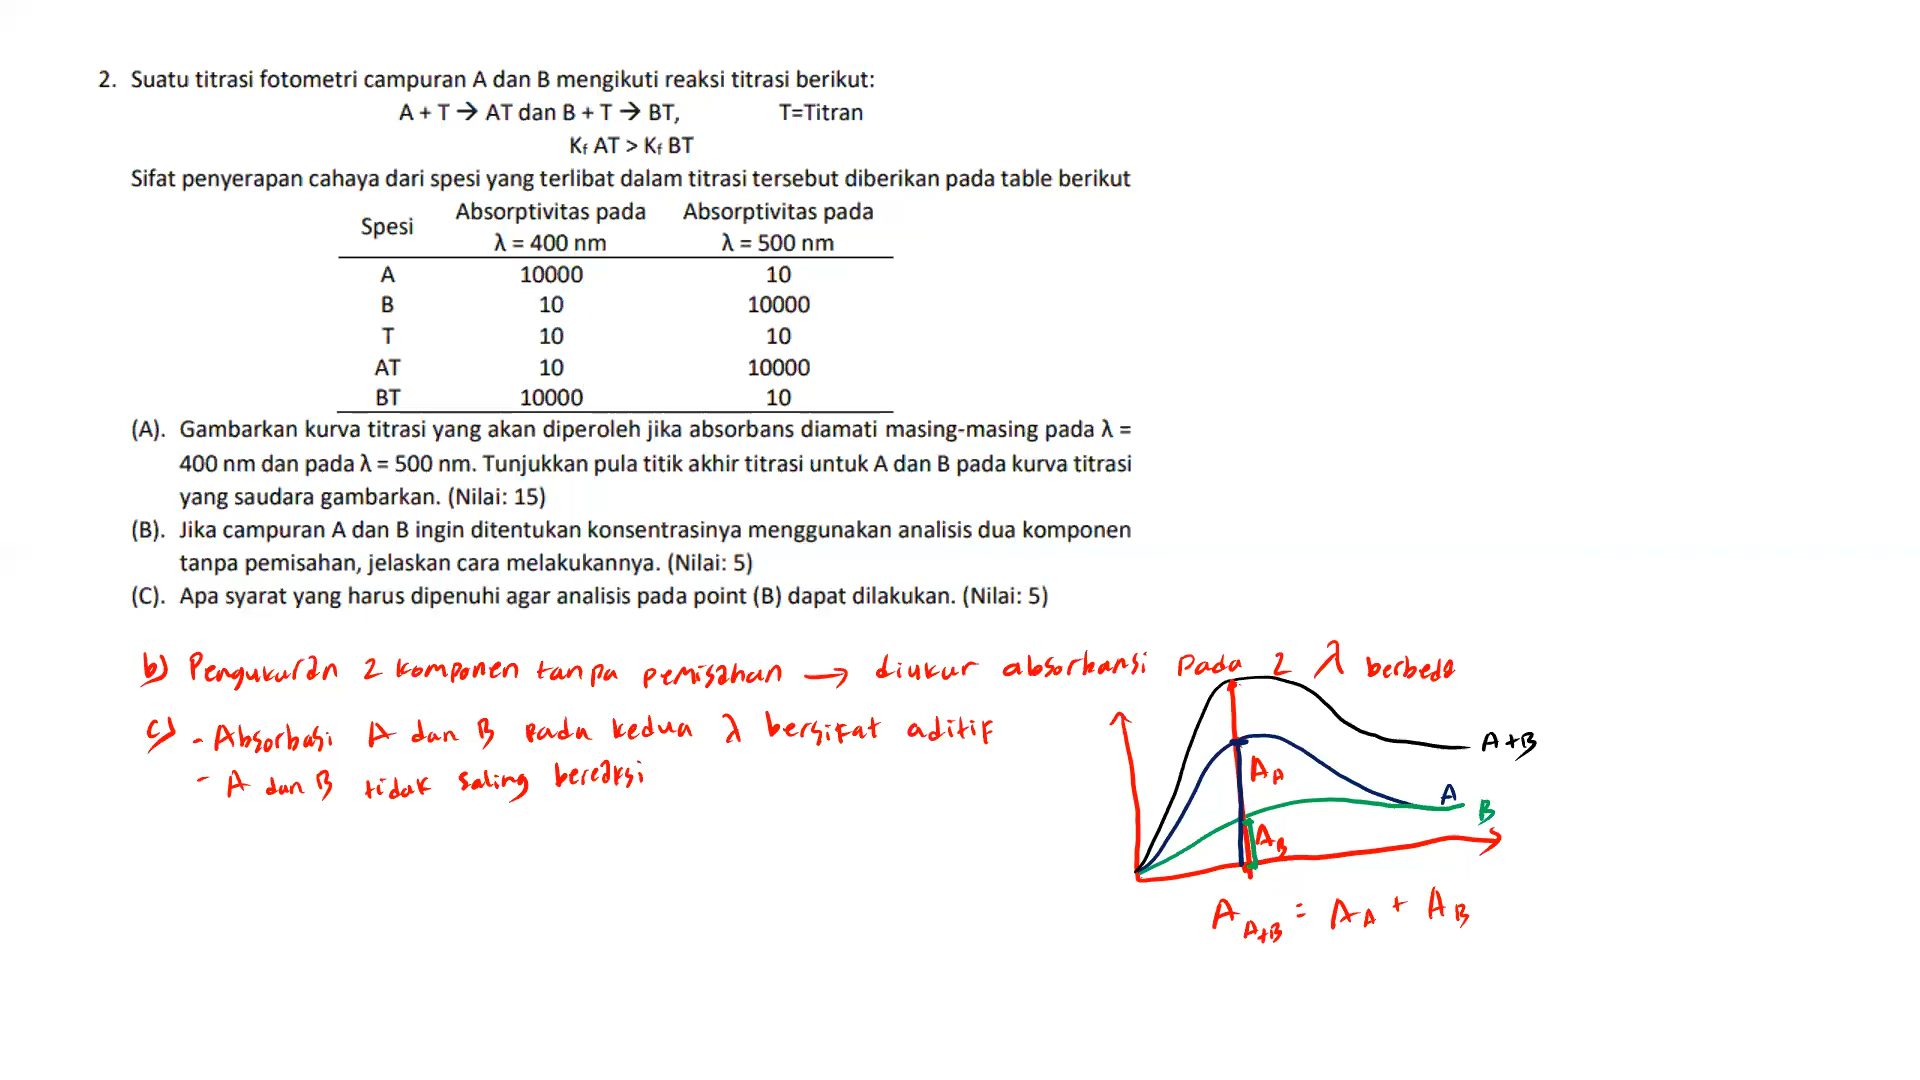 2. Suatu titrasi fotometri campuran A dan B mengikuti reaksi titrasi berikut:
A + T → AT dan B + T → BT, T=Titran
Kf AT > Kf BT
Sifat penyerapan cahaya dari spesi yang terlibat dalam titrasi tersebut diberikan pada table berikut
Spesi Absorptivitas pada λ = 400 nm Absorptivitas pada λ = 500 nm
A 10000 10
B 10 10000
T 10 10
AT 10 10000
BT 10000 10
(A). Gambarkan kurva titrasi yang akan diperoleh jika absorbans diamati masing-masing pada λ =
400 nm dan pada λ = 500 nm. Tunjukkan pula titik akhir titrasi untuk A dan B pada kurva titrasi
yang saudara gambarkan. (Nilai: 15)
(B). Jika campuran A dan B ingin ditentukan konsentrasinya menggunakan analisis dua komponen
tanpa pemisahan, jelaskan cara melakukannya. (Nilai: 5)
(C). Apa syarat yang harus dipenuhi agar analisis pada point (B) dapat dilakukan. (Nilai: 5)
b) Pengukuran 2 komponen tanpa pemisahan → diukur absorbansi pada 2 λ berbeda
c) - Absorbasi A dan B pada kedua λ bersifat aditif
- A dan B tidak saling bereaksi
A+B
A_A
A
B
A_B
A_A+B = A_A + A_B